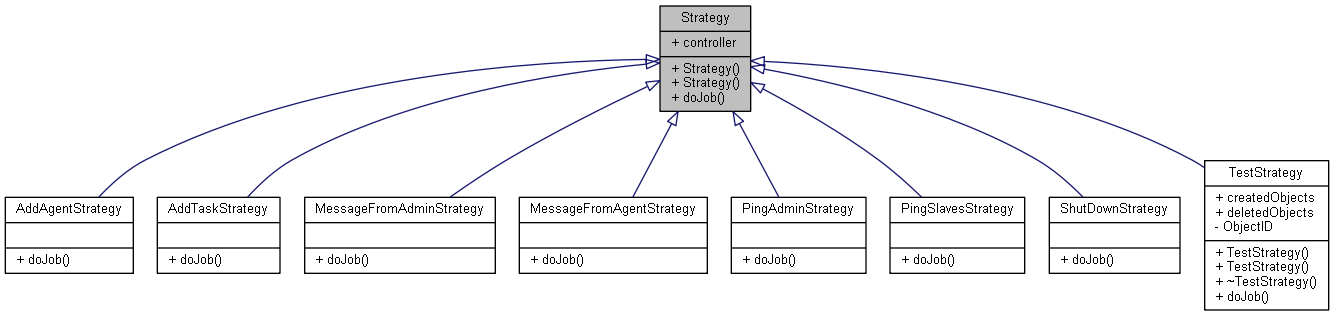 Strategy
+ controller
+ Strategy()
+ Strategy()
+ doJob()
AddAgentStrategy
+ doJob()
AddTaskStrategy
+ doJob()
MessageFromAdminStrategy
+ doJob()
MessageFromAgentStrategy
+ doJob()
PingAdminStrategy
+ doJob()
PingSlavesStrategy
+ doJob()
ShutDownStrategy
+ doJob()
TestStrategy
+ createdObjects
+ deletedObjects
- ObjectID
+ TestStrategy()
+ TestStrategy()
+ ~TestStrategy()
+ doJob()